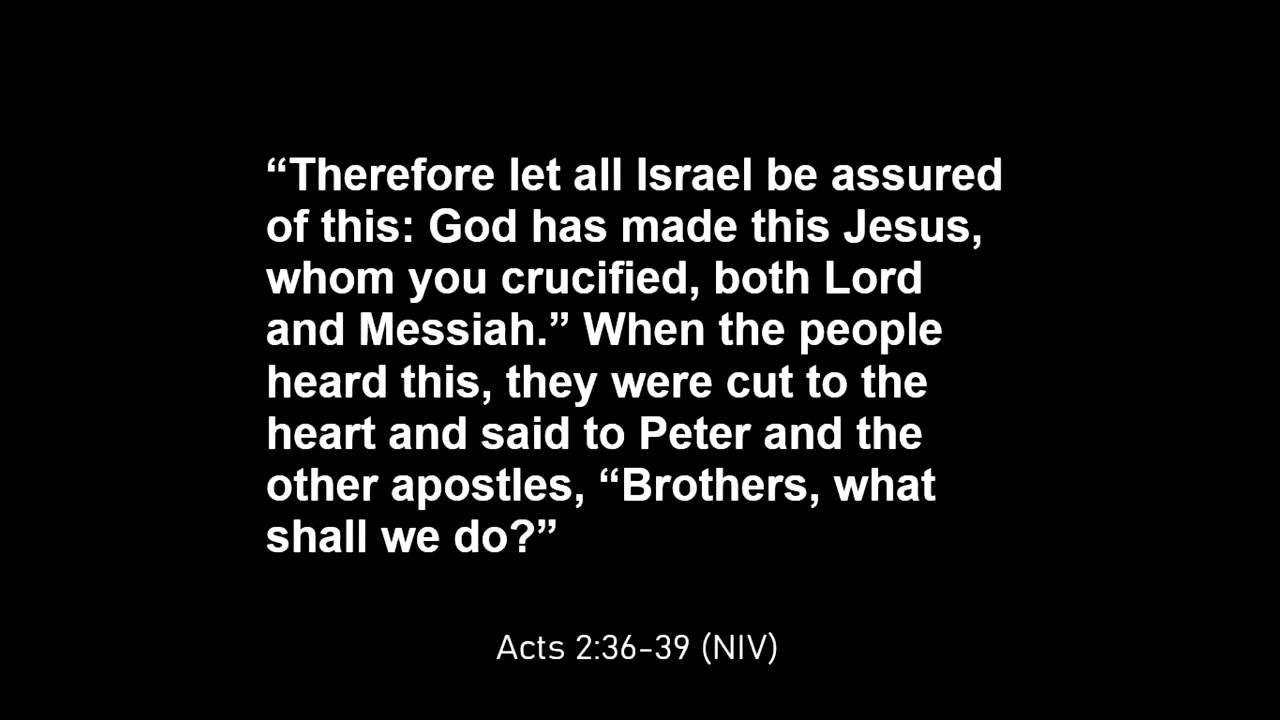 “Therefore let all Israel be assured
of this: God has made this Jesus,
whom you crucified, both Lord
and Messiah.” When the people
heard this, they were cut to the
heart and said to Peter and the
other apostles, “Brothers, what
shall we do?”
Acts 2:36-39 (NIV)